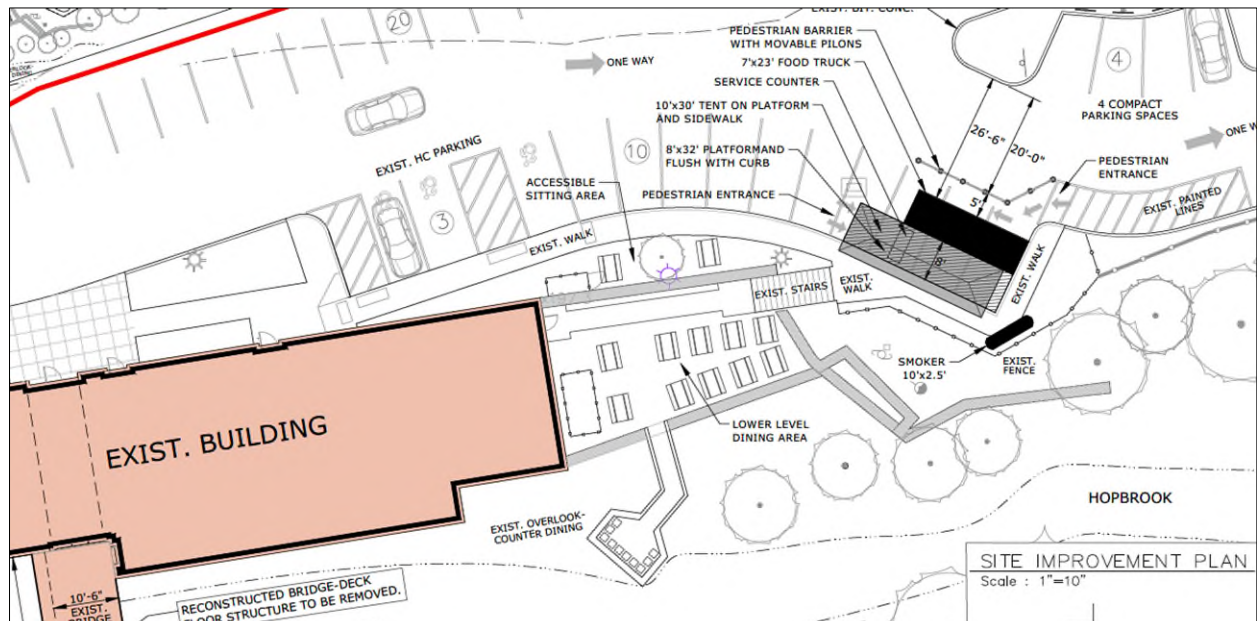 EXIST. BIT. CONC.
20
PEDESTRIAN BARRIER
WITH MOVABLE PILONS
ONE WAY
7'x23' FOOD TRUCK
4
SERVICE COUNTER
10'x30' TENT ON PLATFORM
AND SIDEWALK
4 COMPACT
PARKING SPACES
26'-6"
20'-0"
ONE W
EXIST. HC PARKING
10
8'x32' PLATFORMAND
FLUSH WITH CURB
PEDESTRIAN
ENTRANCE
ACCESSIBLE
SITTING AREA
PEDESTRIAN ENTRANCE
5'
EXIST. PAINTED
LINES
3
EXIST. WALK
8'
EXIST. WALK
EXIST. STAIRS
EXIST.
WALK
SMOKER
10'x2.5'
EXIST.
FENCE
EXIST. BUILDING
LOWER LEVEL
DINING AREA
HOPBROOK
EXIST. OVERLOOK-
COUNTER DINING
SITE IMPROVEMENT PLAN
Scale : 1"=10"
10'-6"
EXIST.
RECONSTRUCTED BRIDGE-DECK
FLOOR STRUCTURE TO BE REMOVED.